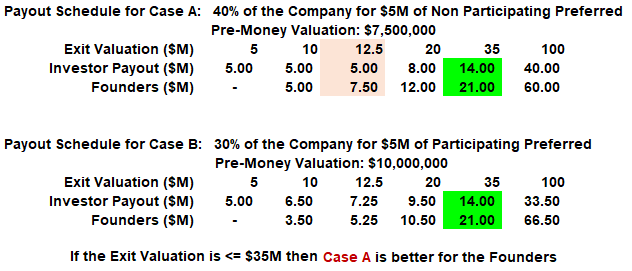 Payout Schedule for Case A: 40% of the Company for $5M of Non Participating Preferred
Pre-Money Valuation: $7,500,000
Exit Valuation ($M) 5 10 12.5 20 35 100
Investor Payout ($M) 5.00 5.00 5.00 8.00 14.00 40.00
Founders ($M) - 5.00 7.50 12.00 21.00 60.00
Payout Schedule for Case B: 30% of the Company for $5M of Participating Preferred
Pre-Money Valuation: $10,000,000
Exit Valuation ($M) 5 10 12.5 20 35 100
Investor Payout ($M) 5.00 6.50 7.25 9.50 14.00 33.50
Founders ($M) - 3.50 5.25 10.50 21.00 66.50
If the Exit Valuation is <= $35M then Case A is better for the Founders